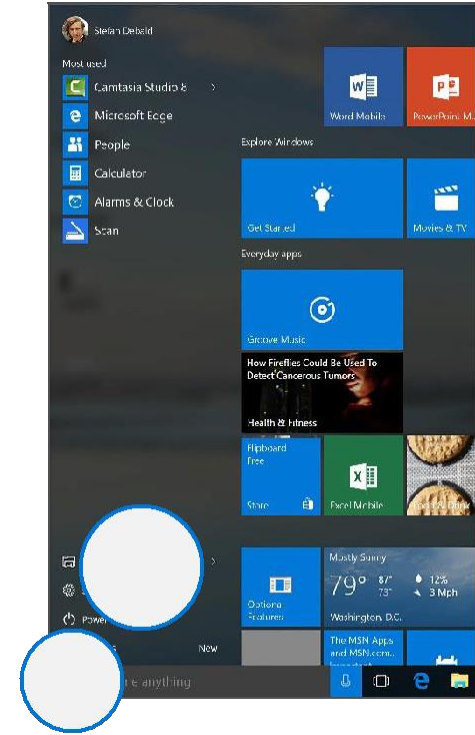 Stefan Debald
Most used
Camtasia Studio 8
Microsoft Edge
People
Calculator
Alarms & Clock
Scan
Word Mobile
PowerPoint M
Explore Windows
Get Started
Movies & TV
Everyday apps
Groove Music
How Fireflies Could Be Used To
Detect Cancerous Tumors
Health & Fitness
Flipboard
Free
Store
Excel Mobile
Food & Drink
Power
New
Optional
Features
Mostly Sunny
79° 87° 12%
73° 3 Mph
Washington, D.C.
The MSN Apps
and MSN.com...
anything